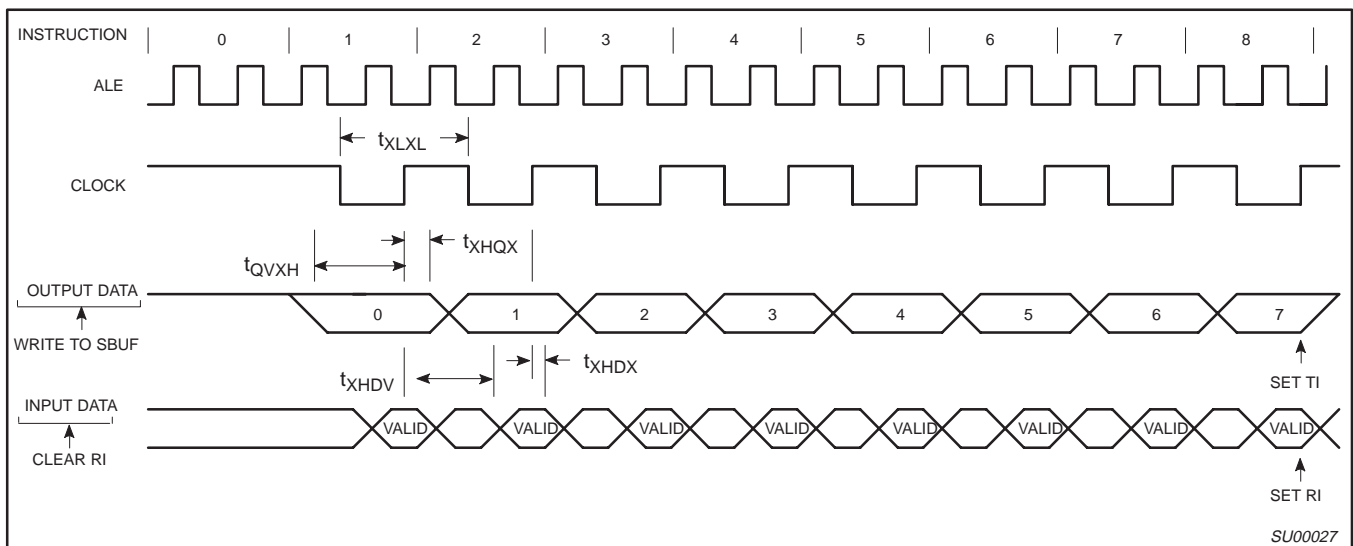 INSTRUCTION 0 1 2 3 4 5 6 7 8
ALE
tXLXL
CLOCK
tXHQX
tQVXH
OUTPUT DATA
0 1 2 3 4 5 6 7
WRITE TO SBUF
tXHDX
tXHDV
SET TI
INPUT DATA
VALID VALID VALID VALID VALID VALID VALID VALID
CLEAR RI
SET RI
SU00027